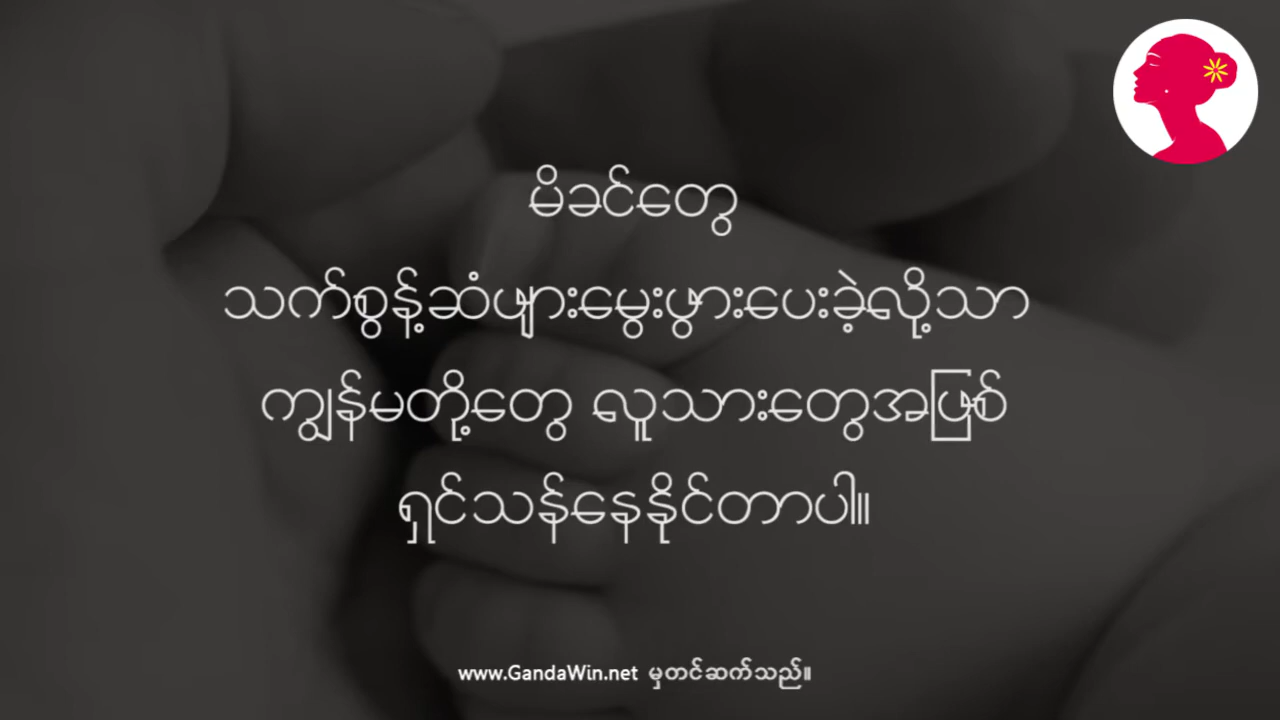 မိခင်တွေ
သက်စွန့်ဆံဖျားမွေးဖွားပေးခဲ့လို့သာ
ကျွန်မတို့တွေ လူသားတွေအဖြစ်
ရှင်သန်နေနိုင်တာပါ။
www.GandaWin.net မှတင်ဆက်သည်။